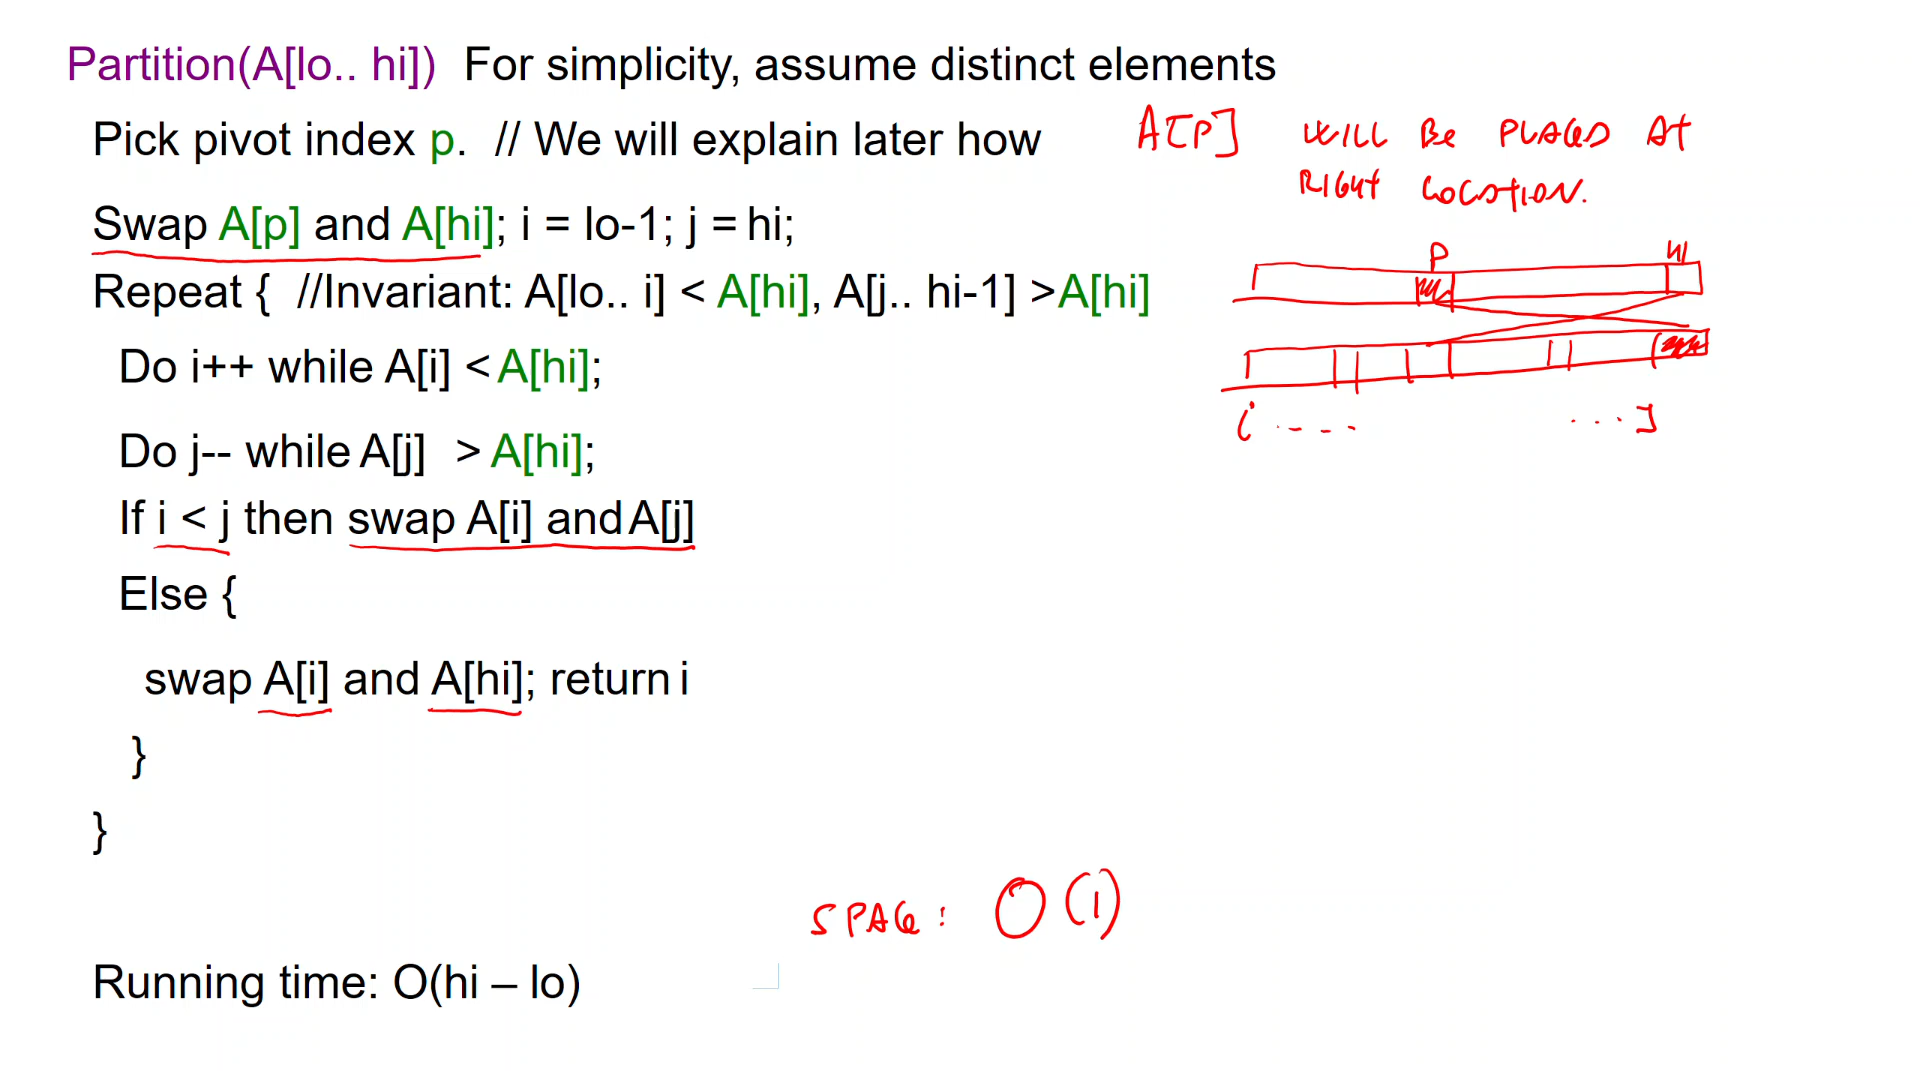 Partition(A[lo.. hi]) For simplicity, assume distinct elements
Pick pivot index p. // We will explain later how
A[P] WILL BE PLACED AT
RIGHT LOCATION.
Swap A[p] and A[hi]; i = lo-1; j = hi;
P hi
Repeat { //Invariant: A[lo.. i] < A[hi], A[j.. hi-1] >A[hi]
Do i++ while A[i] < A[hi];
i .... ... J
Do j-- while A[j] > A[hi];
If i < j then swap A[i] and A[j]
Else {
swap A[i] and A[hi]; return i
}
}
SPACE: O(1)
Running time: O(hi – lo)